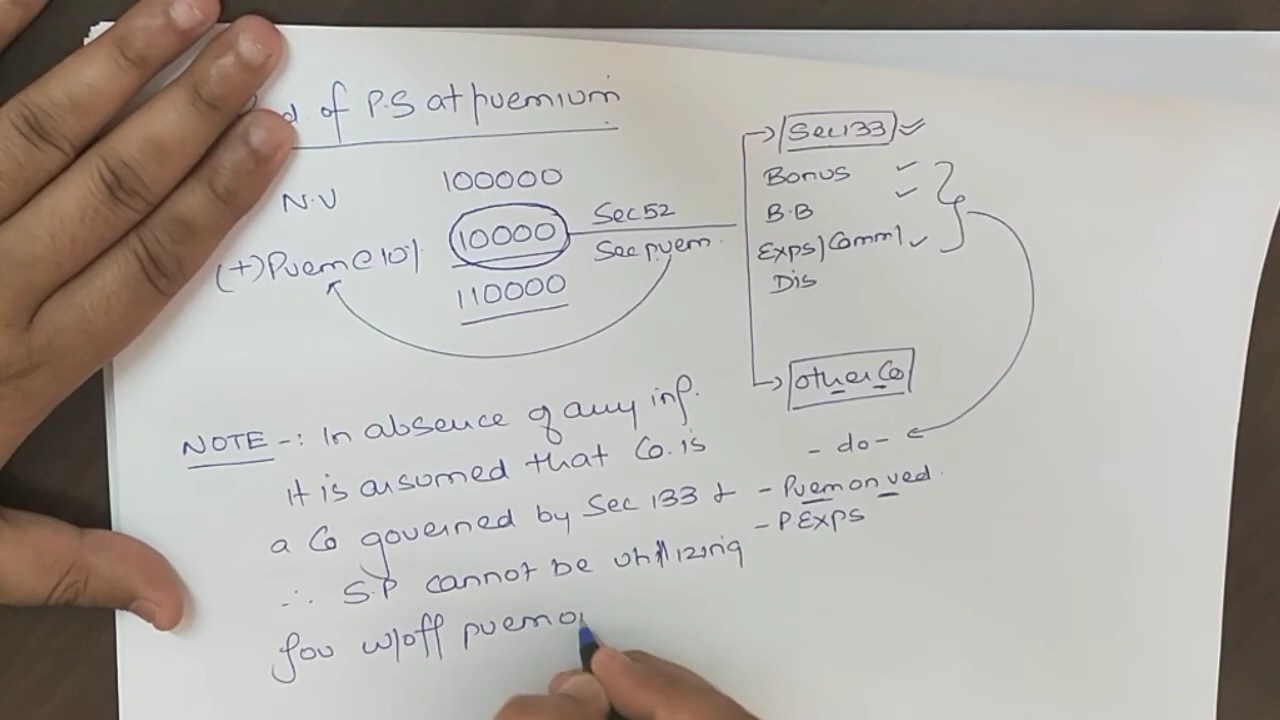 d. of P.S at premium
N.V 100000
(+) Prem @ 10% 10000
110000
Sec 52
Sec prem.
Sec 133
Bonus
B.B
Exps/Comm
Dis
other Co
- do -
- Prem on red.
- P. Exps
NOTE -: In absence of any inf.
it is assumed that Co. is
a Co governed by Sec 133 &
∴ S.P cannot be utilizing
for w/off premo